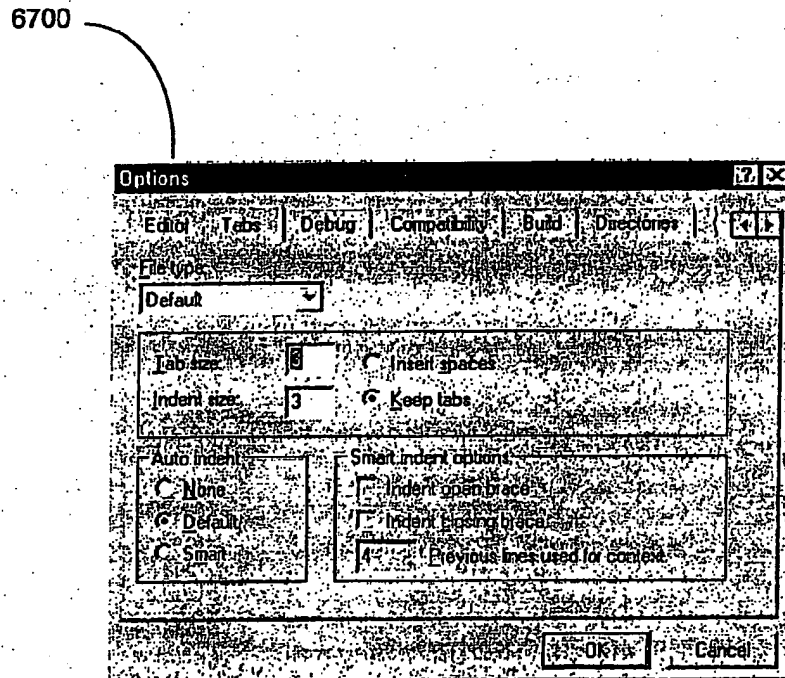 6700
Options
Editor Tabs Debug Compatibility Build Directories
File type:
Default
Tab size: Insert spaces
Indent size: 3 Keep tabs
Auto indent Smart indent options
None Indent open brace
Default Indent closing brace
Smart 4 Previous lines used for context
OK Cancel